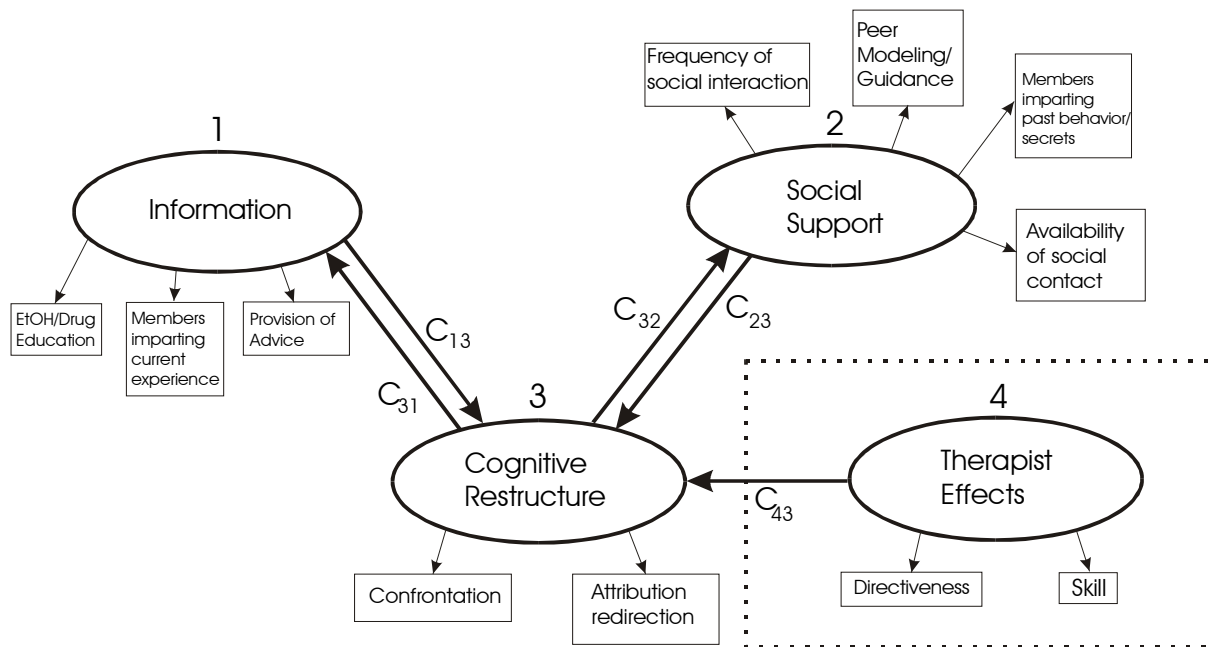 1
Information
EtOH/Drug
Education
Members
imparting
current
experience
Provision of
Advice
Frequency of
social interaction
Peer
Modeling/
Guidance
Members
imparting
past behavior/
secrets
2
Social
Support
Availability
of social
contact
C13
C31
C32
C23
3
Cognitive
Restructure
Confrontation
Attribution
redirection
C43
4
Therapist
Effects
Directiveness
Skill